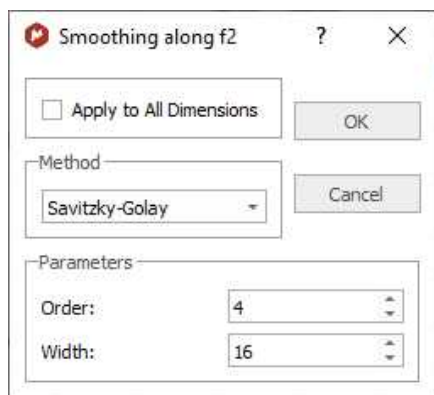 Smoothing along f2 ?
Apply to All Dimensions
OK
Method
Savitzky-Golay
Cancel
Parameters
Order: 4
Width: 16